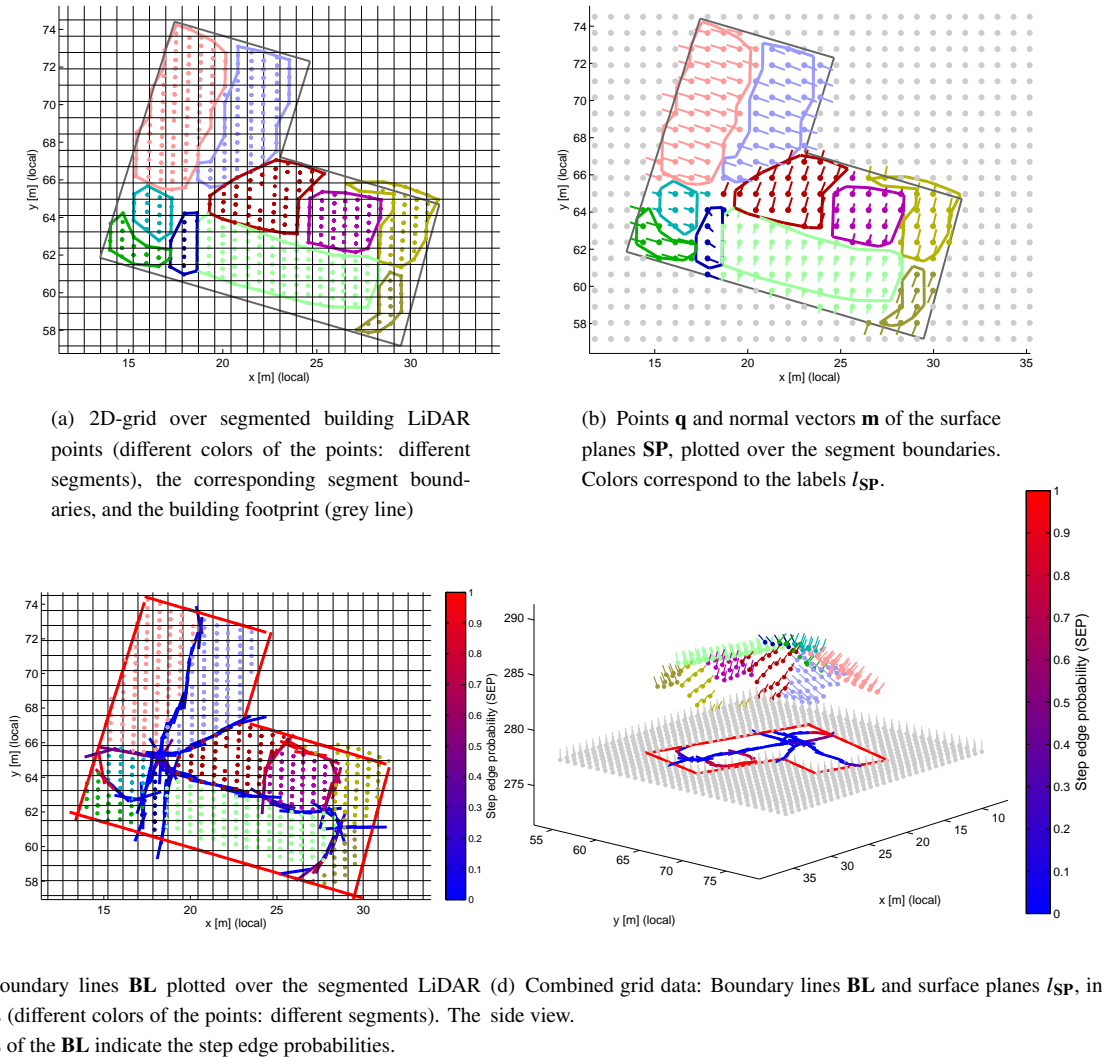 74
72
70
68
66
64
62
60
58
y [m] (local)
15 20 25 30
x [m] (local)
74
72
70
68
66
64
62
60
58
y [m] (local)
15 20 25 30 35
x [m] (local)
(a) 2D-grid over segmented building LiDAR
points (different colors of the points: different
segments), the corresponding segment bound-
aries, and the building footprint (grey line)
(b) Points q and normal vectors m of the surface
planes SP, plotted over the segment boundaries.
Colors correspond to the labels lSP.
74
72
70
68
66
64
62
60
58
y [m] (local)
15 20 25 30
x [m] (local)
1
0.9
0.8
0.7
0.6
0.5
0.4
0.3
0.2
0.1
0
Step edge probability (SEP)
290
285
280
275
55 60 65 70 75
y [m] (local)
35 30 25 20 15 10
x [m] (local)
1
0.9
0.8
0.7
0.6
0.5
0.4
0.3
0.2
0.1
0
Step edge probability (SEP)
oundary lines BL plotted over the segmented LiDAR
s (different colors of the points: different segments). The
s of the BL indicate the step edge probabilities.
(d) Combined grid data: Boundary lines BL and surface planes lSP, in
side view.